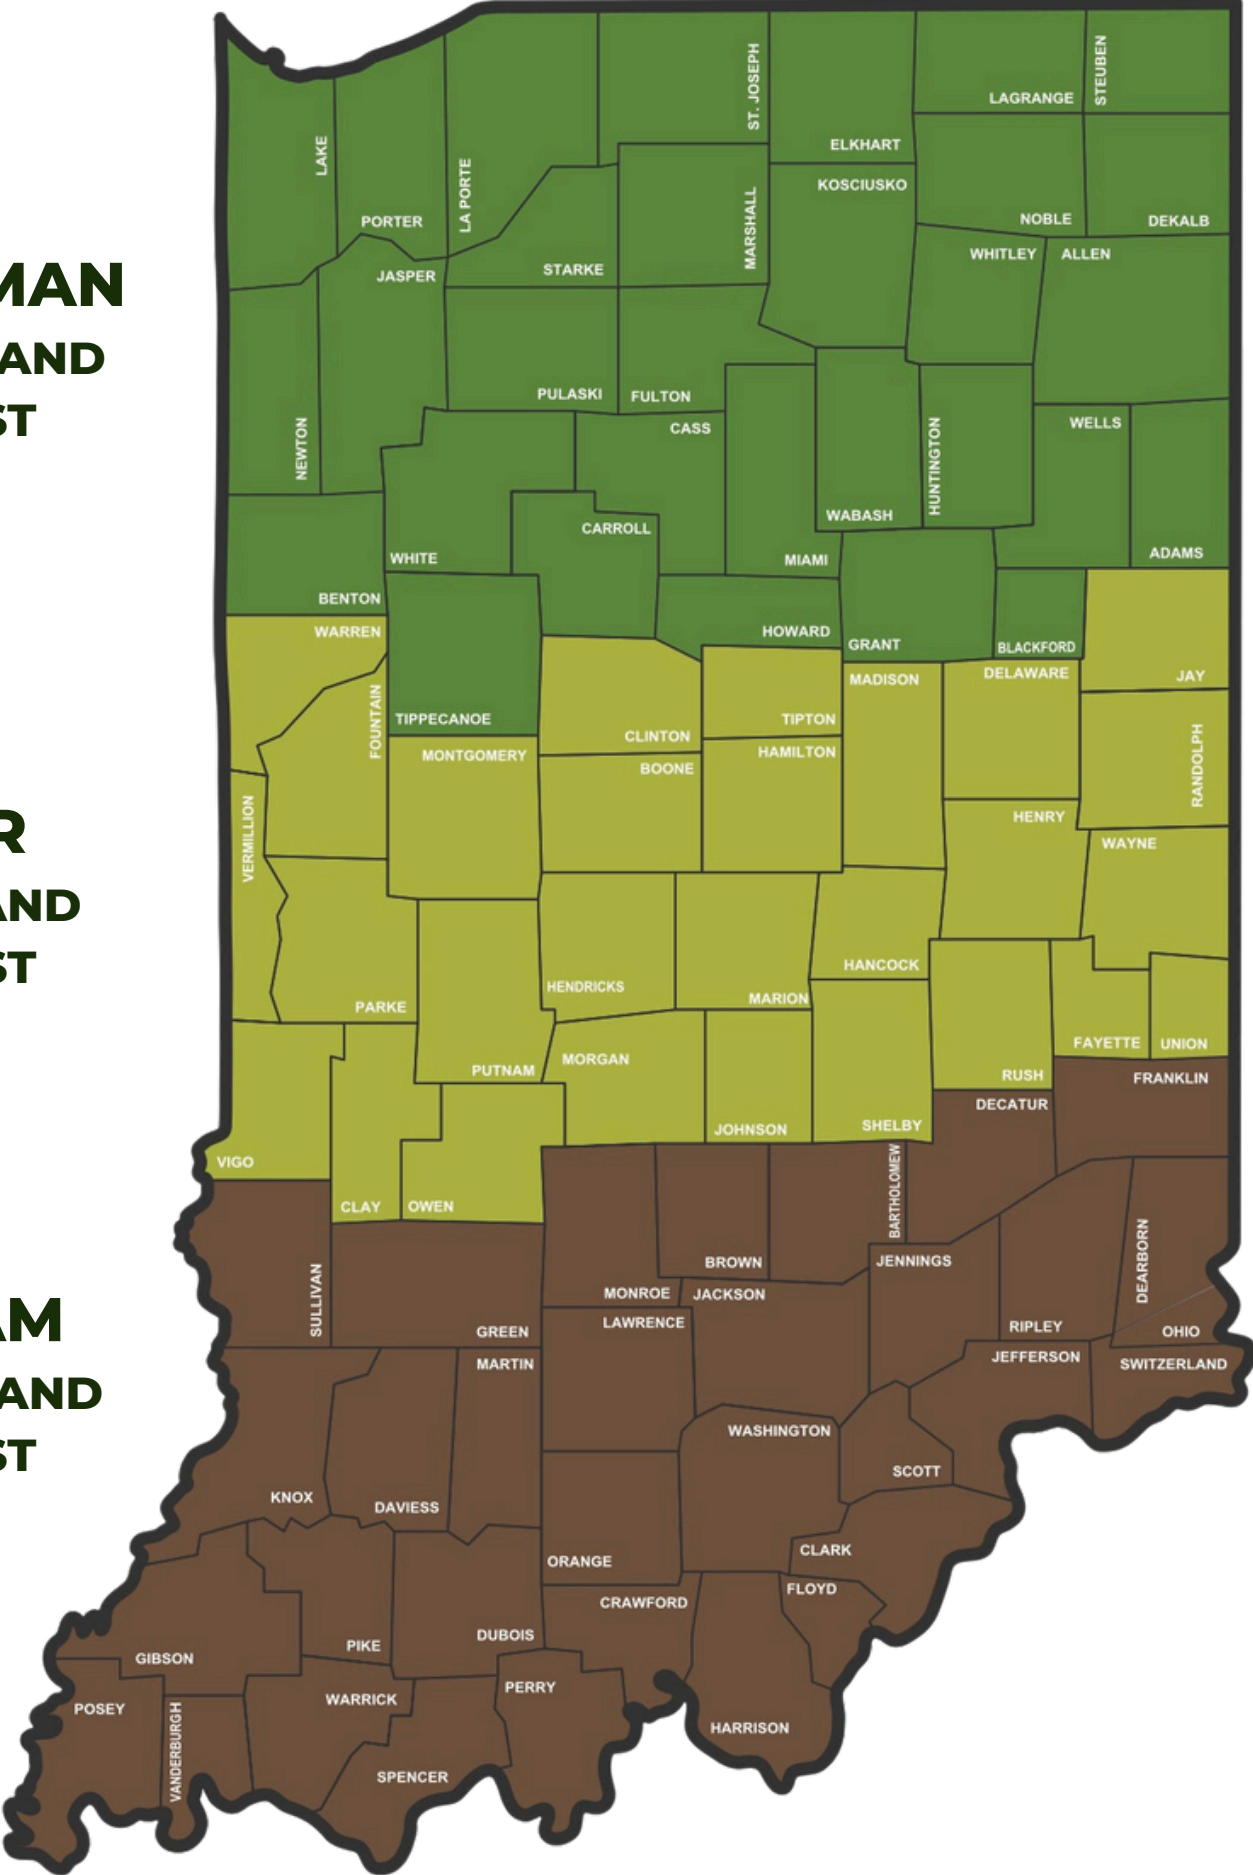 STEUBEN
ST. JOSEPH
LAGRANGE
LAKE
ELKHART
LA PORTE
KOSCIUSKO
MARSHALL
PORTER
NOBLE
DEKALB
WHITLEY
ALLEN
STARKE
JASPER
MAN
AND
ST
PULASKI
FULTON
WELLS
CASS
NEWTON
HUNTINGTON
WABASH
CARROLL
ADAMS
WHITE
MIAMI
BENTON
WARREN
HOWARD
GRANT
BLACKFORD
DELAWARE
JAY
MADISON
FOUNTAIN
TIPPECANOE
TIPTON
CLINTON
HAMILTON
MONTGOMERY
BOONE
RANDOLPH
HENRY
R
VERMILLION
WAYNE
AND
ST
HANCOCK
HENDRICKS
MARION
PARKE
FAYETTE
UNION
MORGAN
PUTNAM
RUSH
FRANKLIN
DECATUR
SHELBY
JOHNSON
VIGO
BARTHOLOMEW
CLAY
OWEN
DEARBORN
BROWN
JENNINGS
MONROE
JACKSON
SULLIVAN
AM
LAWRENCE
RIPLEY
OHIO
GREEN
JEFFERSON
MARTIN
SWITZERLAND
AND
WASHINGTON
ST
SCOTT
KNOX
DAVIESS
CLARK
ORANGE
FLOYD
CRAWFORD
DUBOIS
PIKE
GIBSON
PERRY
WARRICK
POSEY
HARRISON
VANDERBURGH
SPENCER